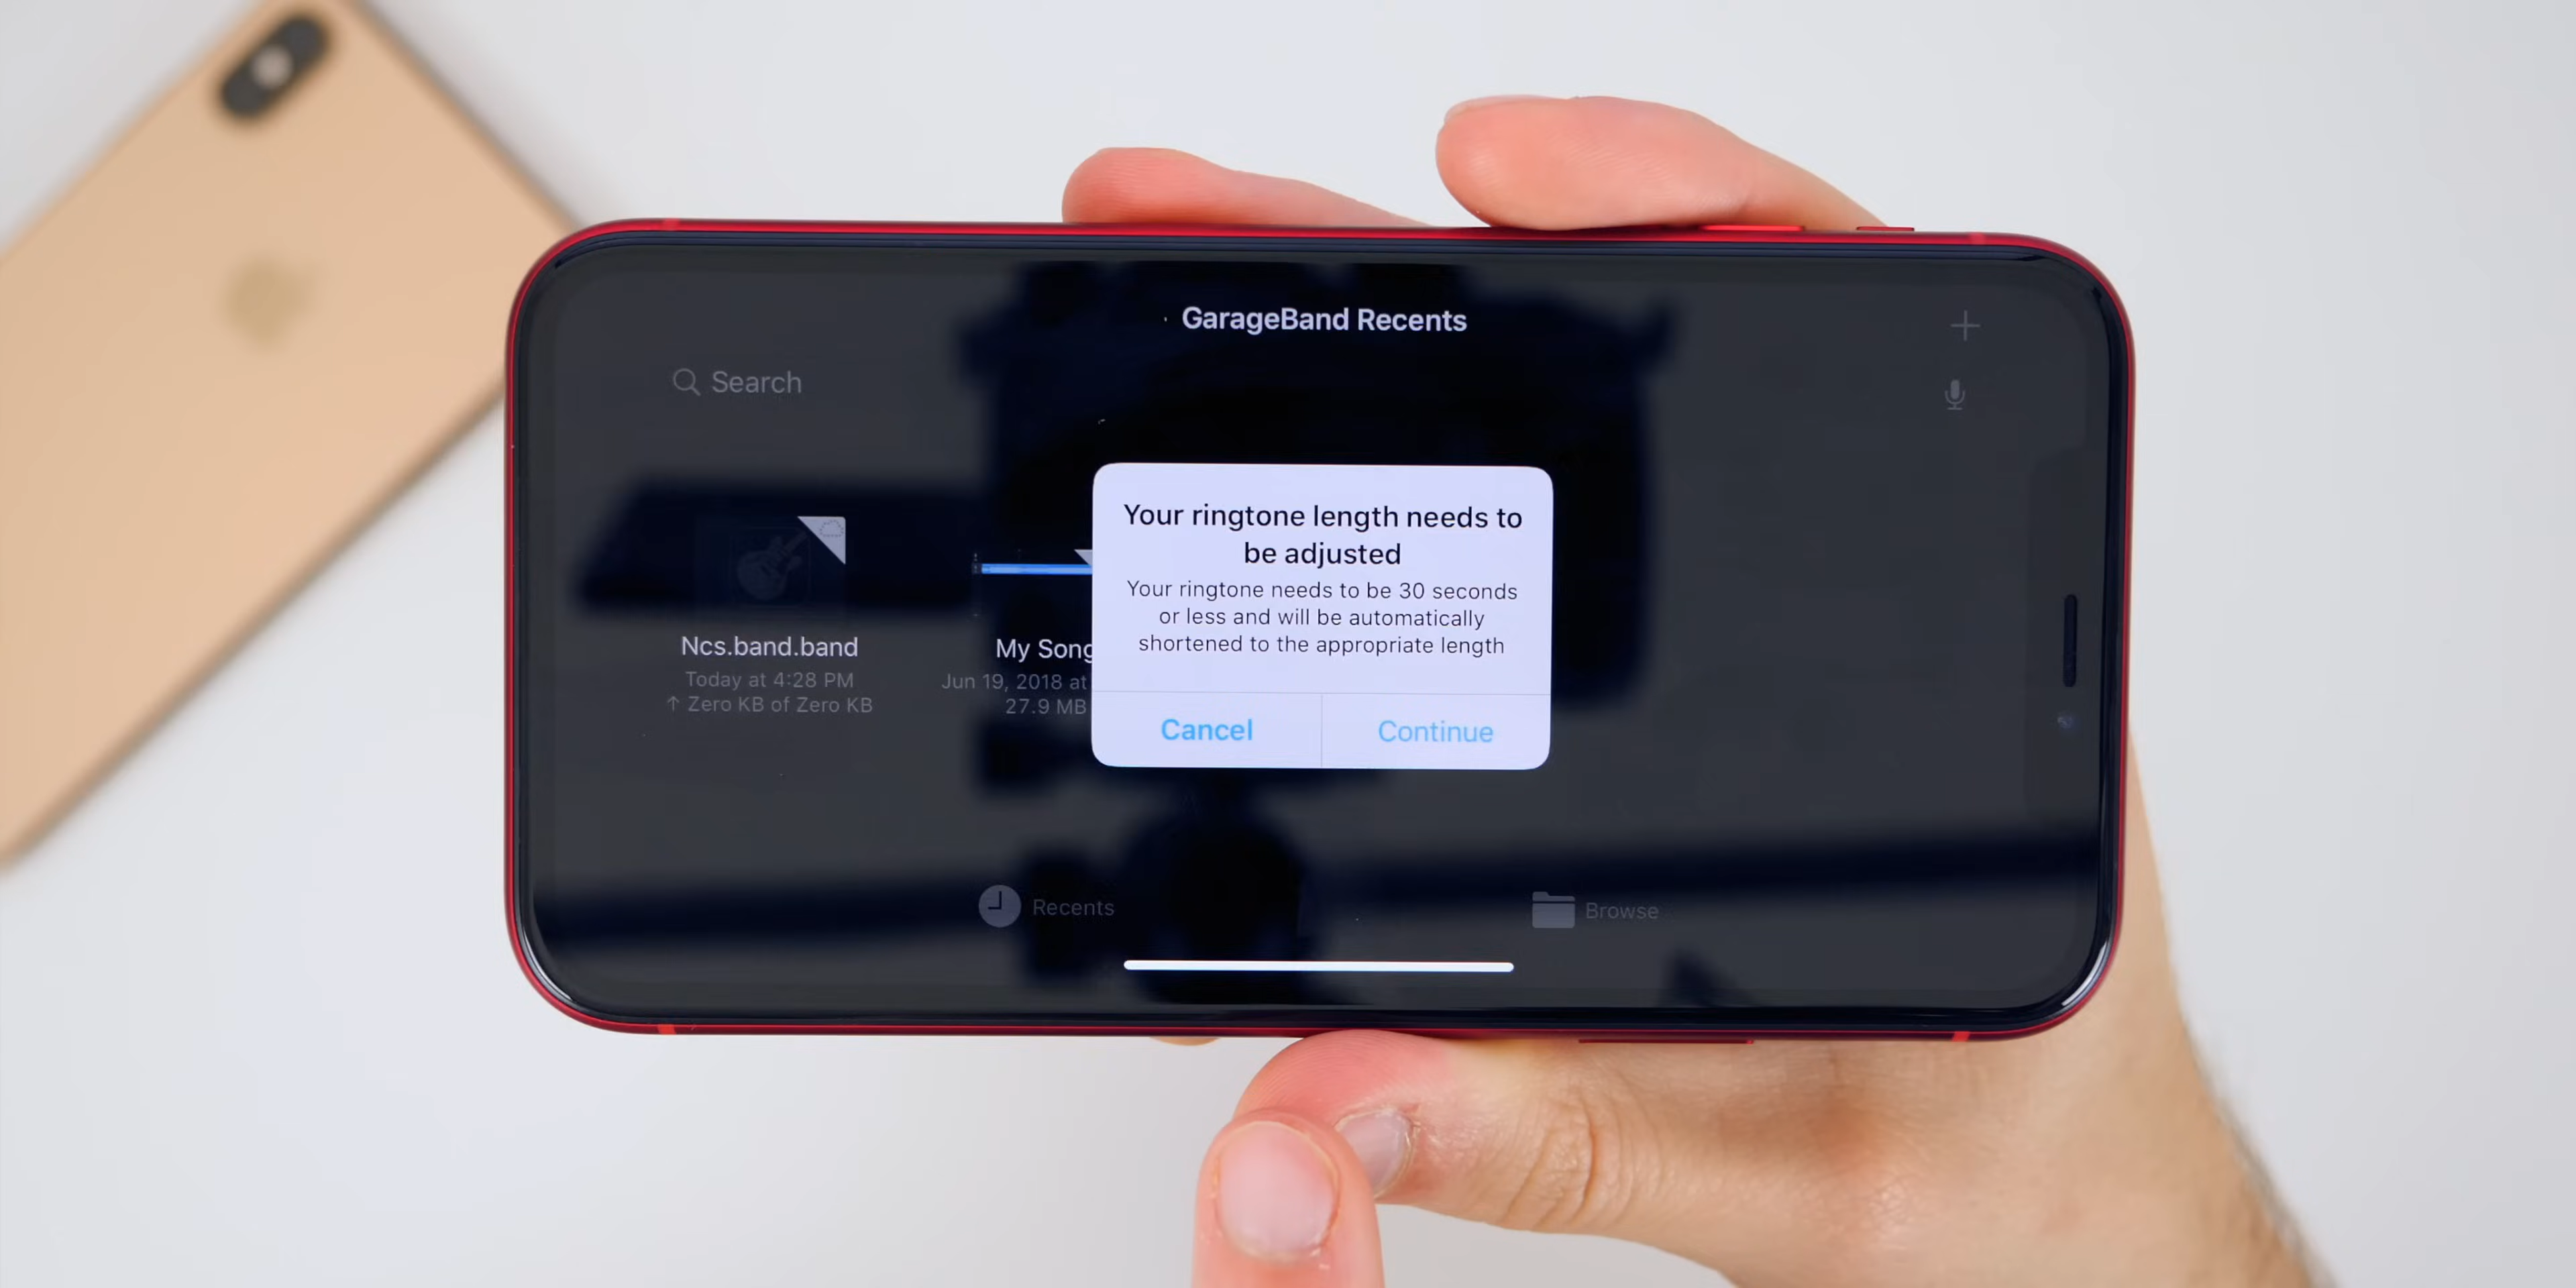 GarageBand Recents
Search
Your ringtone length needs to
be adjusted
Your ringtone needs to be 30 seconds
or less and will be automatically
shortened to the appropriate length
Cancel
Continue
Ncs.band.band
Today at 4:28 PM
↑ Zero KB of Zero KB
My Song
Jun 19, 2018 at
27.9 MB
Recents
Browse